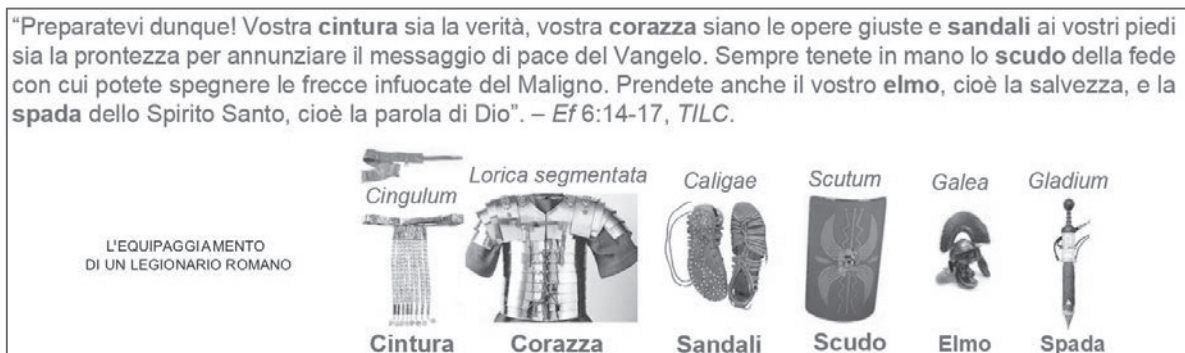 “Preparatevi dunque! Vostra cintura sia la verità, vostra corazza siano le opere giuste e sandali ai vostri piedi
sia la prontezza per annunziare il messaggio di pace del Vangelo. Sempre tenete in mano lo scudo della fede
con cui potete spegnere le frecce infuocate del Maligno. Prendete anche il vostro elmo, cioè la salvezza, e la
spada dello Spirito Santo, cioè la parola di Dio”. – Ef 6:14-17, TILC.
Cingulum
Lorica segmentata
Caligae
Scutum
Galea
Gladium
L'EQUIPAGGIAMENTO
DI UN LEGIONARIO ROMANO
Cintura
Corazza
Sandali
Scudo
Elmo
Spada